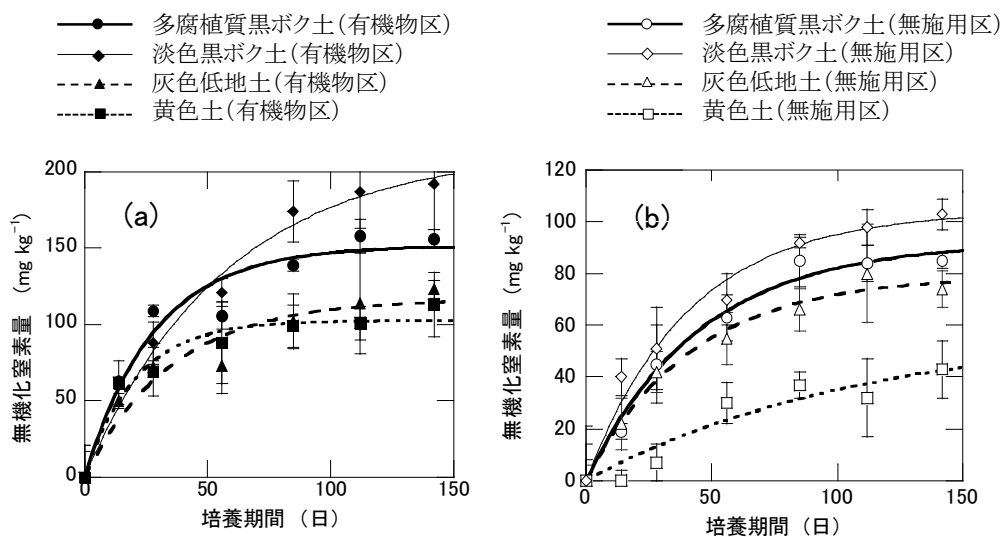 多腐植質黒ボク土(有機物区)
淡色黒ボク土(有機物区)
灰色低地土(有機物区)
黄色土(有機物区)
多腐植質黒ボク土(無施用区)
淡色黒ボク土(無施用区)
灰色低地土(無施用区)
黄色土(無施用区)
(a)
無機化窒素量 (mg kg⁻¹)
200
150
100
50
0
0 50 100 150
培養期間 (日)
(b)
無機化窒素量 (mg kg⁻¹)
120
100
80
60
40
20
0
0 50 100 150
培養期間 (日)